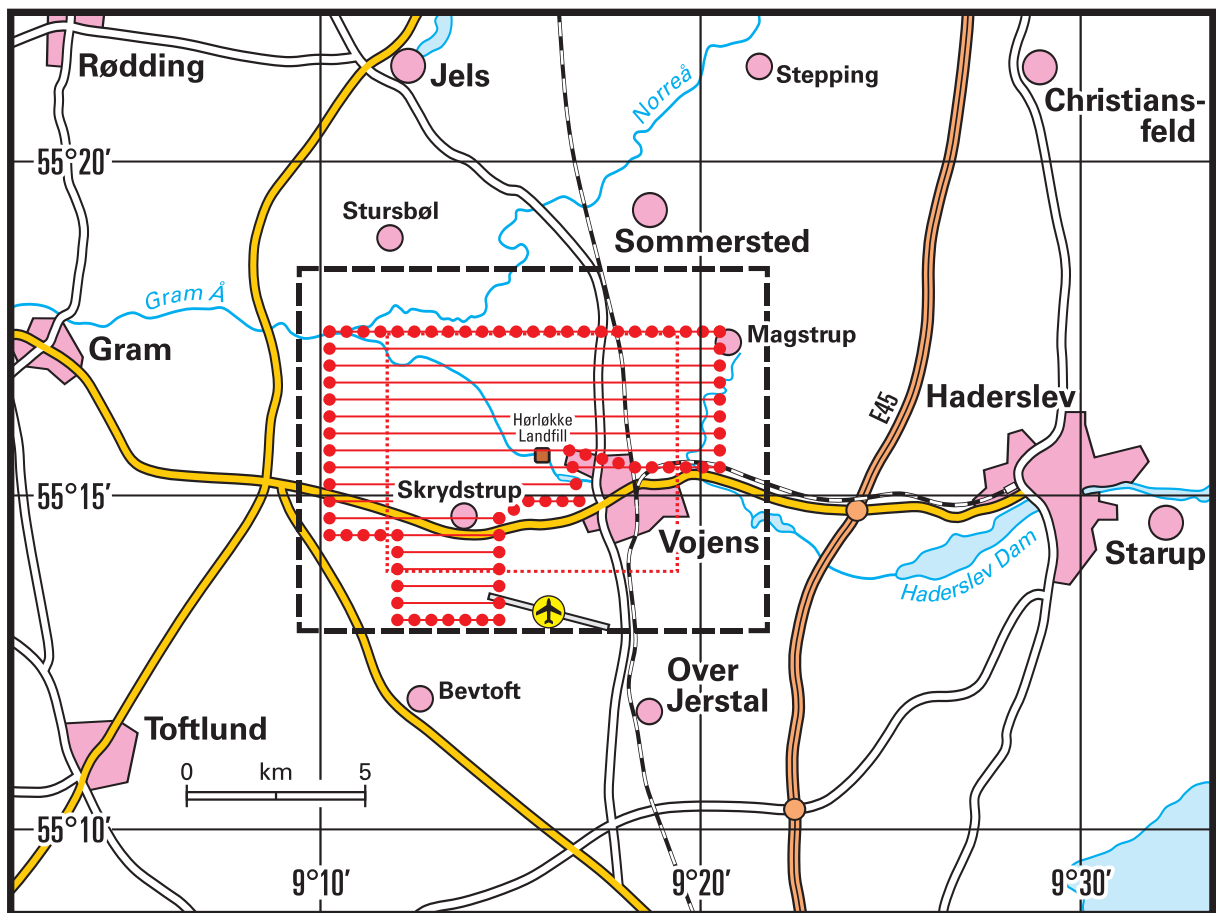 Rødding
Jels
Stepping
Norreå
Christians-
feld
55°20′
Stursbøl
Sommersted
Gram Å
Gram
Magstrup
E45
Haderslev
Hørløkke
Landfill
Skrydstrup
55°15′
Vojens
Starup
Haderslev Dam
Over
Jerstal
Bevtoft
Toftlund
0 km 5
55°10′
9°10′ 9°20′ 9°30′